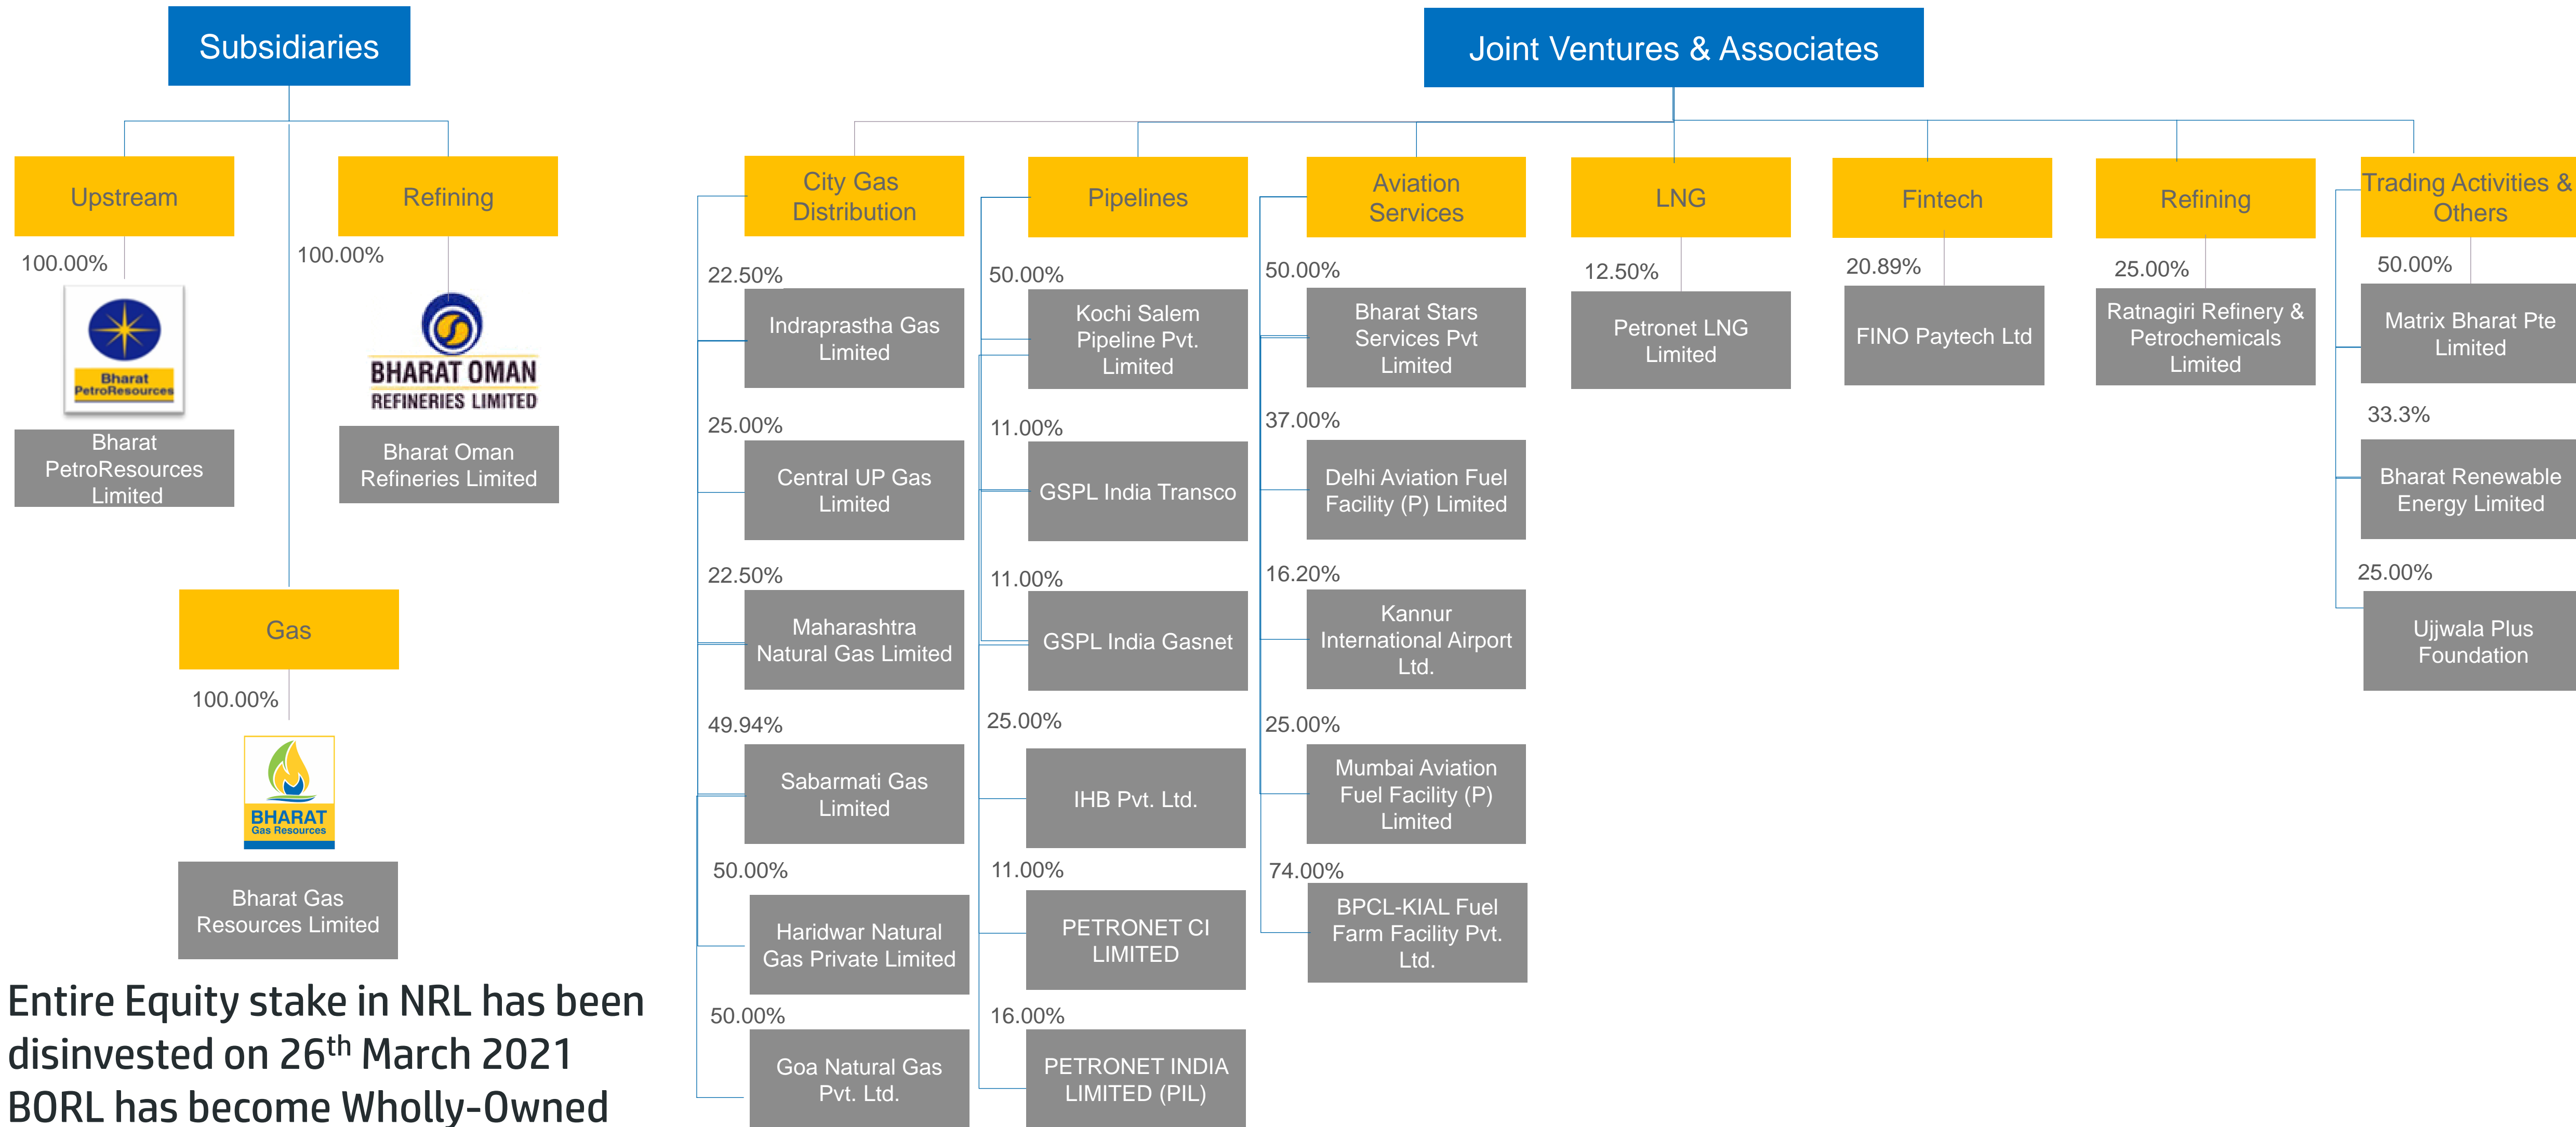 Subsidiaries
Upstream
100.00%
Bharat
PetroResources
Bharat
PetroResources
Limited
Refining
100.00%
BHARAT OMAN
REFINERIES LIMITED
Bharat Oman
Refineries Limited
Gas
100.00%
BHARAT
Gas Resources
Bharat Gas
Resources Limited
Entire Equity stake in NRL has been
disinvested on 26th March 2021
BORL has become Wholly-Owned
Joint Ventures & Associates
City Gas
Distribution
22.50%
Indraprastha Gas
Limited
25.00%
Central UP Gas
Limited
22.50%
Maharashtra
Natural Gas Limited
49.94%
Sabarmati Gas
Limited
50.00%
Haridwar Natural
Gas Private Limited
50.00%
Goa Natural Gas
Pvt. Ltd.
Pipelines
50.00%
Kochi Salem
Pipeline Pvt.
Limited
11.00%
GSPL India Transco
11.00%
GSPL India Gasnet
25.00%
IHB Pvt. Ltd.
11.00%
PETRONET CI
LIMITED
16.00%
PETRONET INDIA
LIMITED (PIL)
Aviation
Services
50.00%
Bharat Stars
Services Pvt
Limited
37.00%
Delhi Aviation Fuel
Facility (P) Limited
16.20%
Kannur
International Airport
Ltd.
25.00%
Mumbai Aviation
Fuel Facility (P)
Limited
74.00%
BPCL-KIAL Fuel
Farm Facility Pvt.
Ltd.
LNG
12.50%
Petronet LNG
Limited
Fintech
20.89%
FINO Paytech Ltd
Refining
25.00%
Ratnagiri Refinery &
Petrochemicals
Limited
Trading Activities &
Others
50.00%
Matrix Bharat Pte
Limited
33.3%
Bharat Renewable
Energy Limited
25.00%
Ujjwala Plus
Foundation